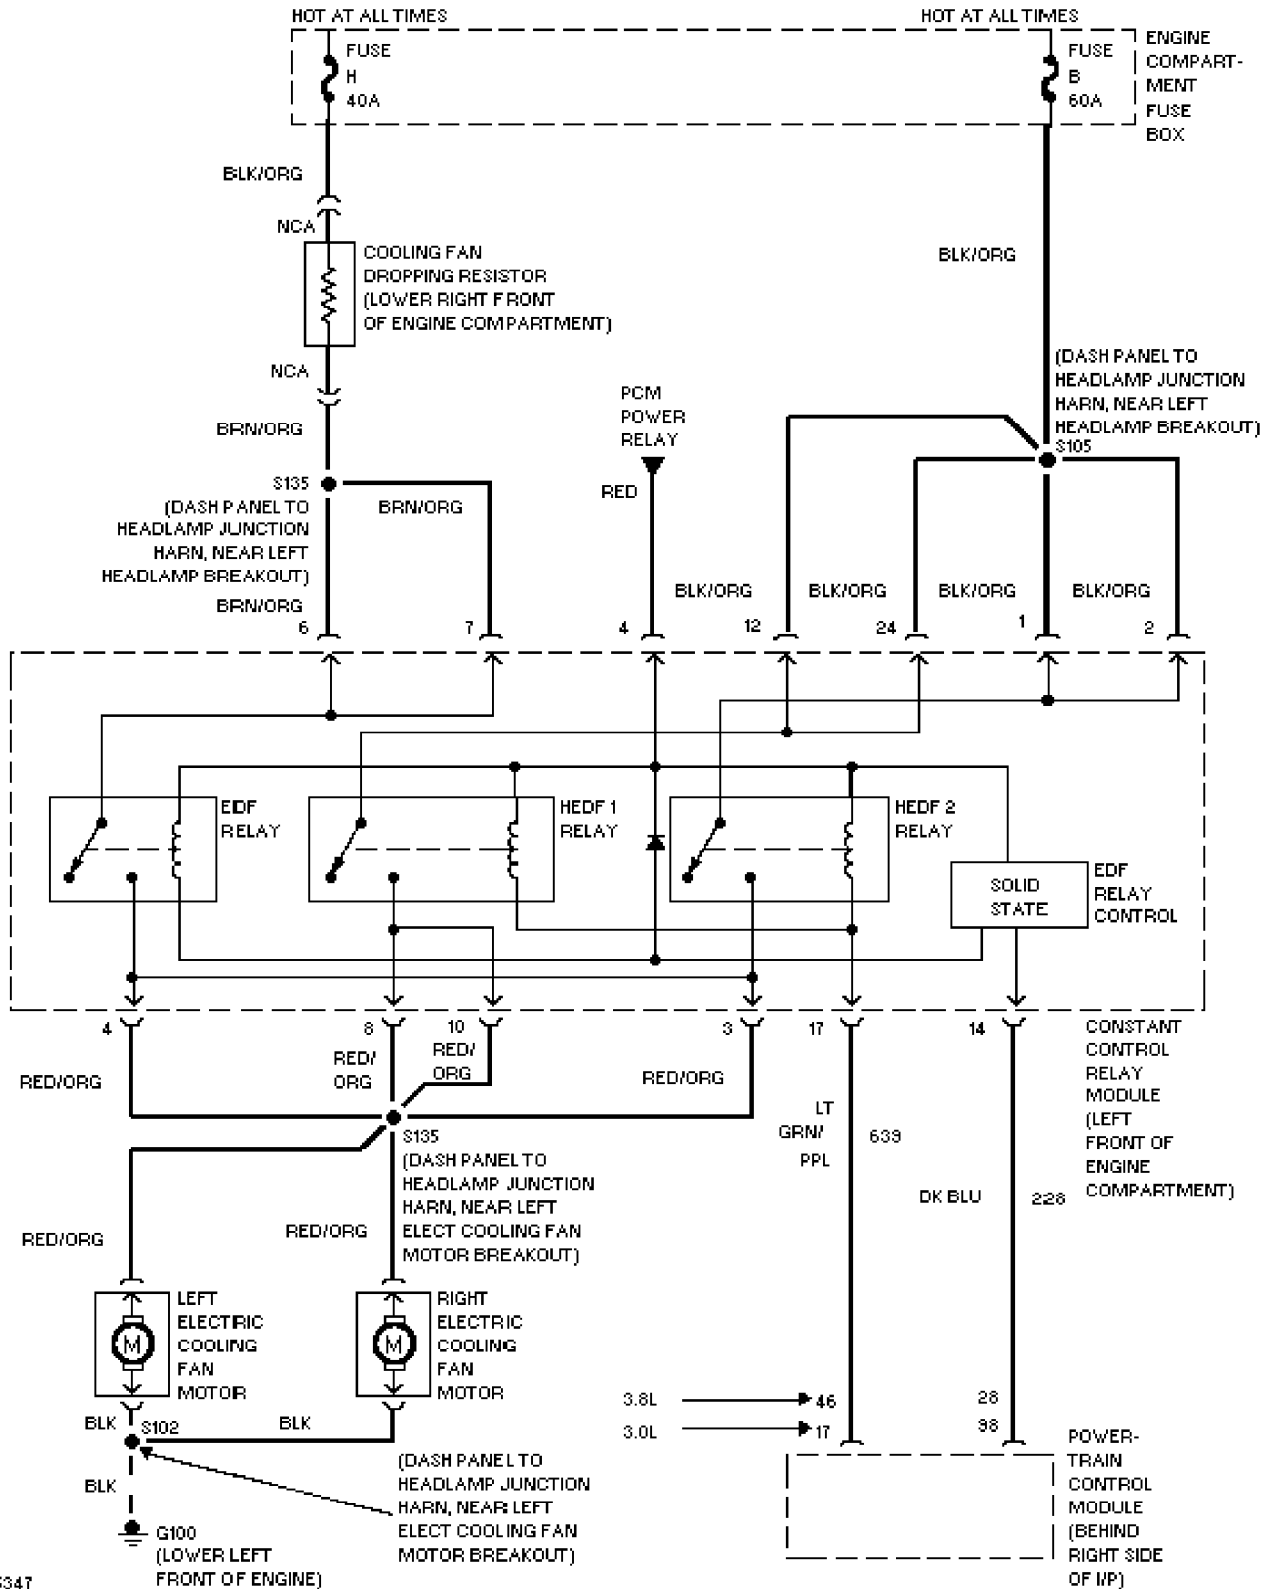 HOT AT ALL TIMES
HOT AT ALL TIMES
FUSE
H
40A
FUSE
B
60A
ENGINE
COMPART-
MENT
FUSE
BOX
BLK/ORG
NCA
COOLING FAN
DROPPING RESISTOR
(LOWER RIGHT FRONT
OF ENGINE COMPARTMENT)
BLK/ORG
NCA
BRN/ORG
PCM
POWER
RELAY
(DASH PANEL TO
HEADLAMP JUNCTION
HARN, NEAR LEFT
HEADLAMP BREAKOUT)
S105
S135
(DASH PANEL TO
HEADLAMP JUNCTION
HARN, NEAR LEFT
HEADLAMP BREAKOUT)
BRN/ORG
RED
BRN/ORG
BLK/ORG
BLK/ORG
BLK/ORG
BLK/ORG
6
7
4
12
24
1
2
EDF
RELAY
HEDF 1
RELAY
HEDF 2
RELAY
SOLID
STATE
EDF
RELAY
CONTROL
4
8
10
3
17
14
RED/ORG
RED/
ORG
RED/
ORG
RED/ORG
CONSTANT
CONTROL
RELAY
MODULE
(LEFT
FRONT OF
ENGINE
COMPARTMENT)
S135
(DASH PANEL TO
HEADLAMP JUNCTION
HARN, NEAR LEFT
ELECT COOLING FAN
MOTOR BREAKOUT)
LT
GRN/
PPL
639
DK BLU
228
RED/ORG
RED/ORG
LEFT
ELECTRIC
COOLING
FAN
MOTOR
M
RIGHT
ELECTRIC
COOLING
FAN
MOTOR
M
BLK
S102
BLK
BLK
G100
(LOWER LEFT
FRONT OF ENGINE)
(DASH PANEL TO
HEADLAMP JUNCTION
HARN, NEAR LEFT
ELECT COOLING FAN
MOTOR BREAKOUT)
3.8L
46
3.0L
17
28
98
POWER-
TRAIN
CONTROL
MODULE
(BEHIND
RIGHT SIDE
OF I/P)